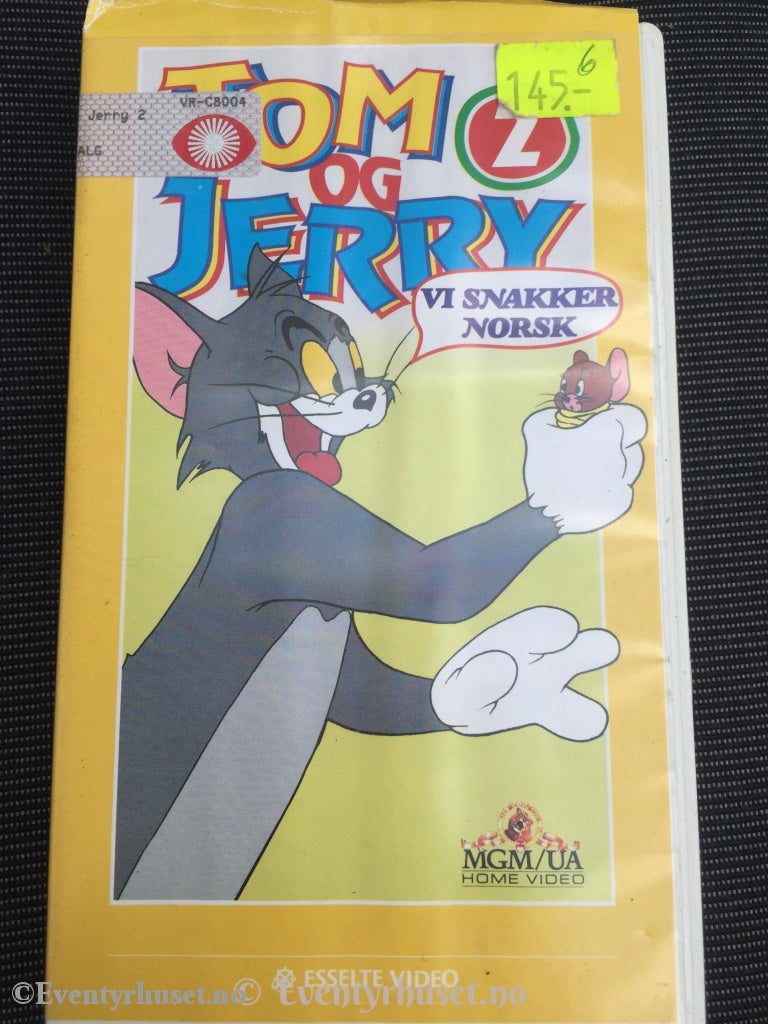 TOM
OG
JERRY
2
145.-
6
VR-C8004
Jerry 2
ALG
VI SNAKKER
NORSK
MGM/UA
HOME VIDEO
ESSELTE VIDEO
©Eventyrhuset.no © Eventyrhuset.no